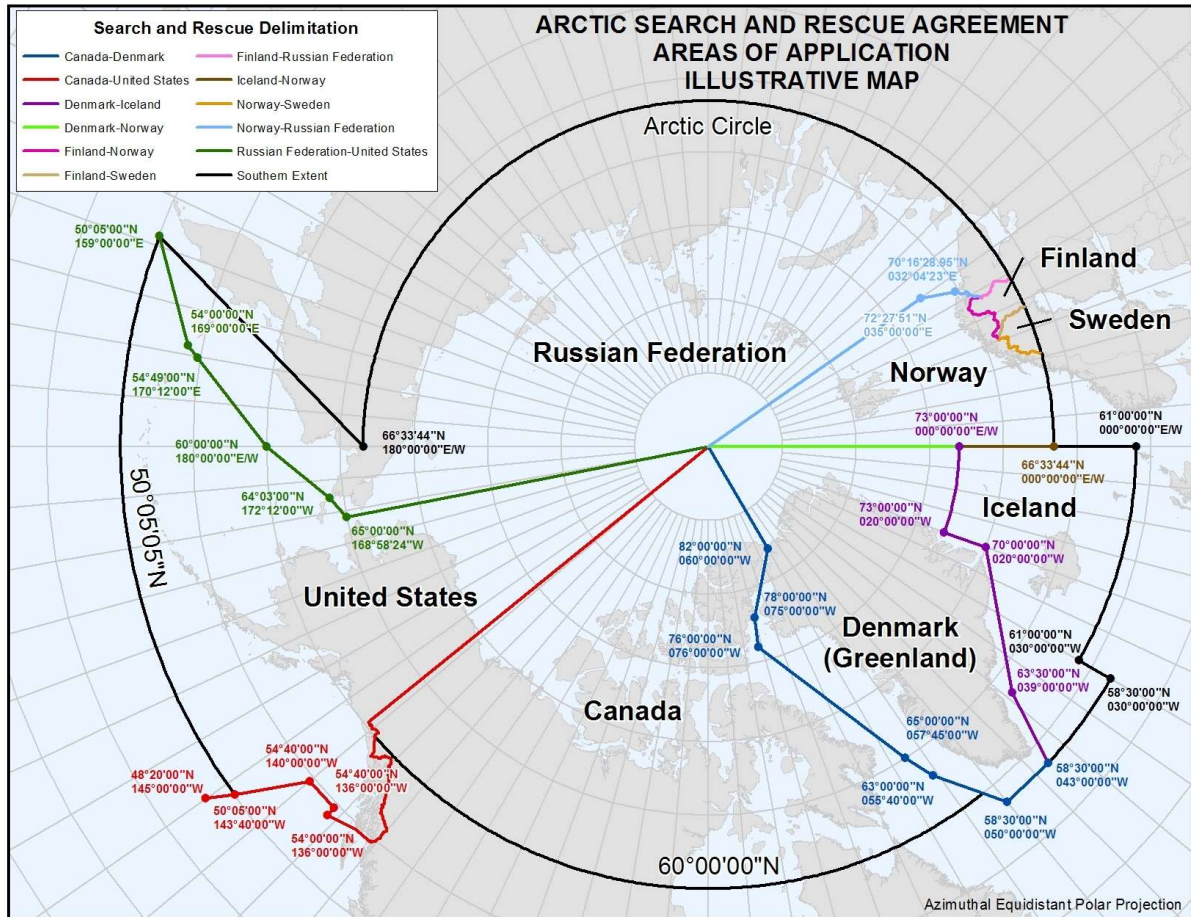 ARCTIC SEARCH AND RESCUE AGREEMENT
AREAS OF APPLICATION
ILLUSTRATIVE MAP
Search and Rescue Delimitation
Canada-Denmark
Canada-United States
Denmark-Iceland
Denmark-Norway
Finland-Norway
Finland-Sweden
Finland-Russian Federation
Iceland-Norway
Norway-Sweden
Norway-Russian Federation
Russian Federation-United States
Southern Extent
Arctic Circle
50°05'00"N
159°00'00"E
54°00'00"N
169°00'00"E
54°49'00"N
170°12'00"E
60°00'00"N
180°00'00"E/W
64°03'00"N
172°12'00"W
65°00'00"N
168°58'24"W
66°33'44"N
180°00'00"E/W
50°05'05"N
70°16'28.95"N
032°04'23"E
72°27'51"N
035°00'00"E
Finland
Sweden
Norway
Russian Federation
73°00'00"N
000°00'00"E/W
61°00'00"N
000°00'00"E/W
66°33'44"N
000°00'00"E/W
Iceland
73°00'00"N
020°00'00"W
70°00'00"N
020°00'00"W
82°00'00"N
060°00'00"W
78°00'00"N
075°00'00"W
76°00'00"N
076°00'00"W
United States
Denmark
(Greenland)
61°00'00"N
030°00'00"W
63°30'00"N
039°00'00"W
58°30'00"N
030°00'00"W
Canada
65°00'00"N
057°45'00"W
63°00'00"N
055°40'00"W
58°30'00"N
043°00'00"W
58°30'00"N
050°00'00"W
54°40'00"N
140°00'00"W
54°40'00"N
136°00'00"W
48°20'00"N
145°00'00"W
50°05'00"N
143°40'00"W
54°00'00"N
136°00'00"W
60°00'00"N
Azimuthal Equidistant Polar Projection